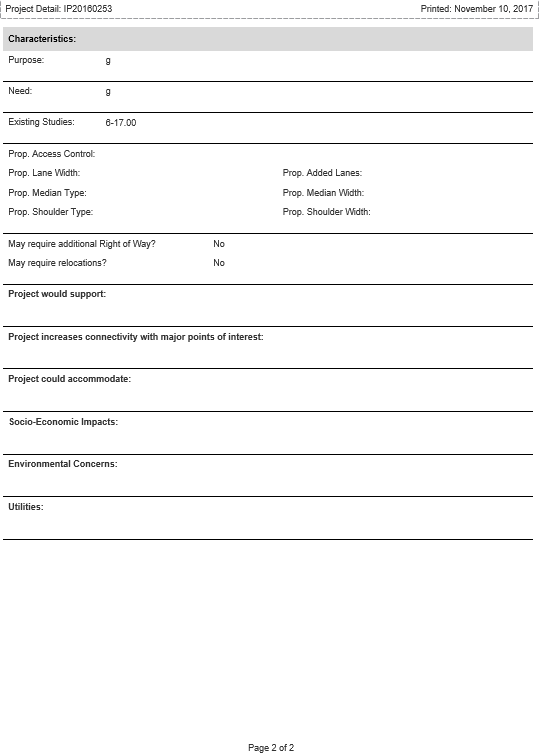 Project Detail: IP20160253 Printed: November 10, 2017
Characteristics:
Purpose: g
Need: g
Existing Studies: 6-17.00
Prop. Access Control:
Prop. Lane Width: Prop. Added Lanes:
Prop. Median Type: Prop. Median Width:
Prop. Shoulder Type: Prop. Shoulder Width:
May require additional Right of Way? No
May require relocations? No
Project would support:
Project increases connectivity with major points of interest:
Project could accommodate:
Socio-Economic Impacts:
Environmental Concerns:
Utilities:
Page 2 of 2